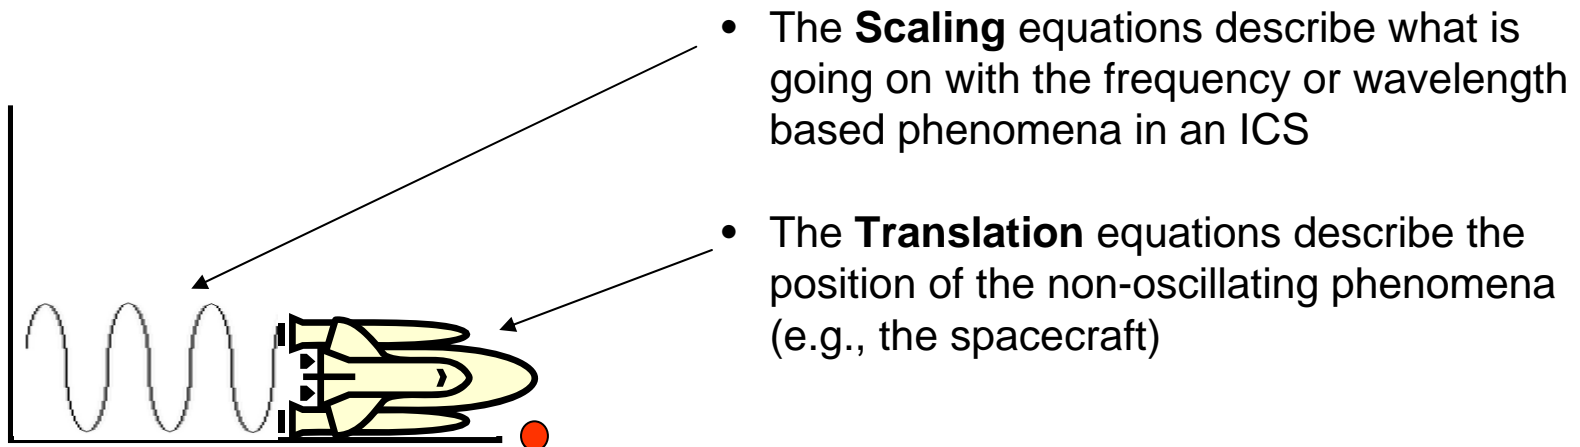 • The Scaling equations describe what is
going on with the frequency or wavelength
based phenomena in an ICS
• The Translation equations describe the
position of the non-oscillating phenomena
(e.g., the spacecraft)